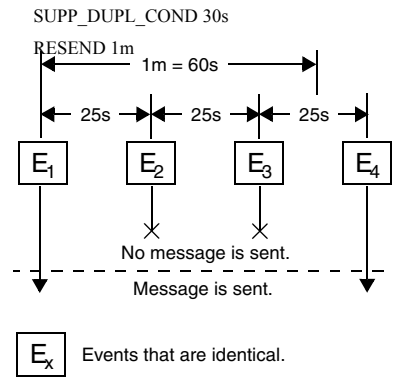 SUPP_DUPL_COND 30s
RESEND 1m
1m = 60s
25s 25s 25s
E1 E2 E3 E4
No message is sent.
Message is sent.
Ex Events that are identical.